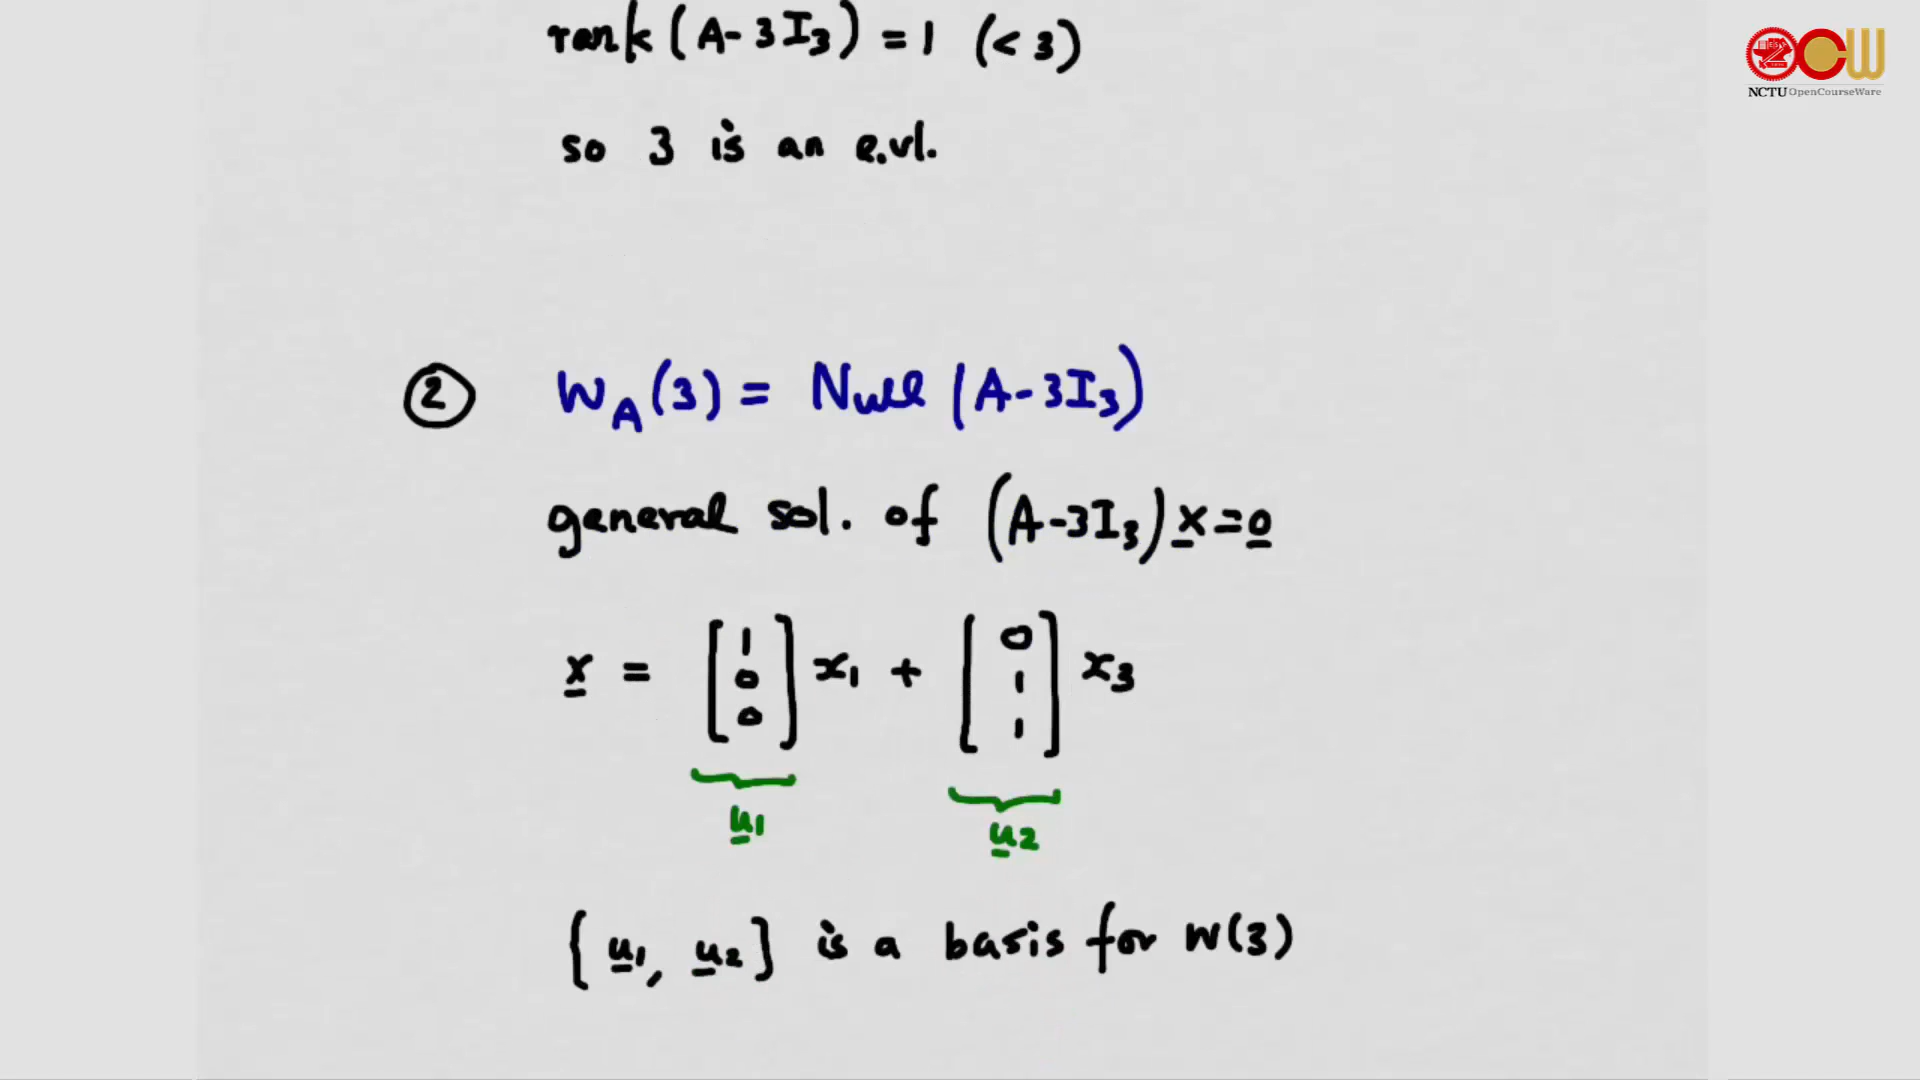 rank (A-3I₃) = 1 (< 3)
NCTU OpenCourseWare
so 3 is an e.vl.
② W_A(3) = Null (A-3I₃)
general sol. of (A-3I₃) x = 0
x = [1 0 0] x₁ + [0 1 1] x₃
u₁ u₂
{ u₁, u₂ } is a basis for W(3)